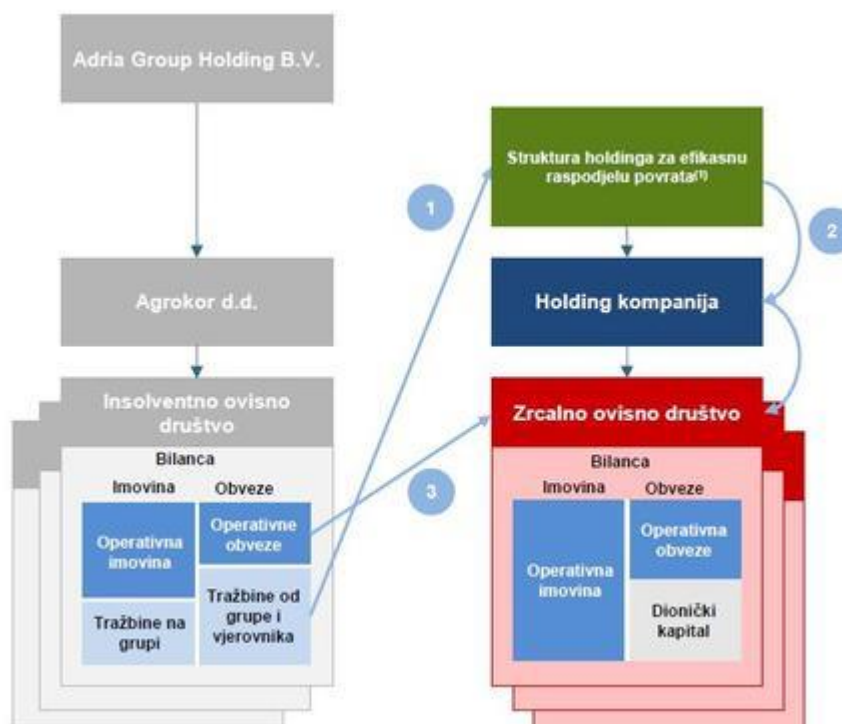 Adria Group Holding B.V.
Struktura holdinga za efikasnu
raspodjelu povrata(1)
1
2
Agrokor d.d.
Holding kompanija
Insolventno ovisno
društvo
Zrcalno ovisno društvo
Bilanca
Imovina Obveze
Operativna
imovina
Operativne
obveze
Tražbine na
grupi
Tražbine od
grupe i
vjerovnika
3
Bilanca
Imovina Obveze
Operativna
imovina
Operativna
obveze
Dionički
kapital